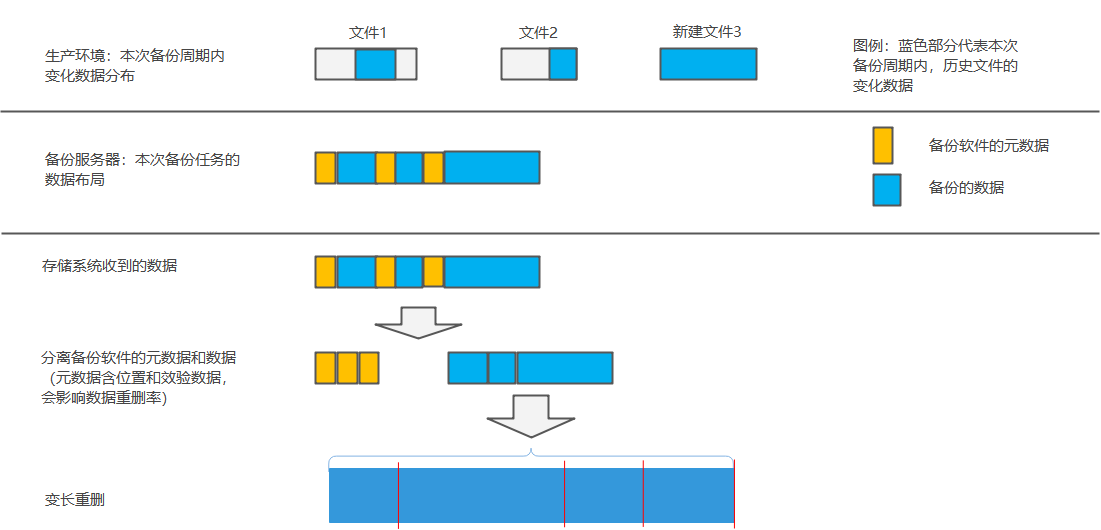 文件1
文件2
新建文件3
生产环境：本次备份周期内
变化数据分布
图例：蓝色部分代表本次
备份周期内，历史文件的
变化数据
备份服务器：本次备份任务的
数据布局
备份软件的元数据
备份的数据
存储系统收到的数据
分离备份软件的元数据和数据
（元数据含位置和效验数据，
会影响数据重删率）
变长重删